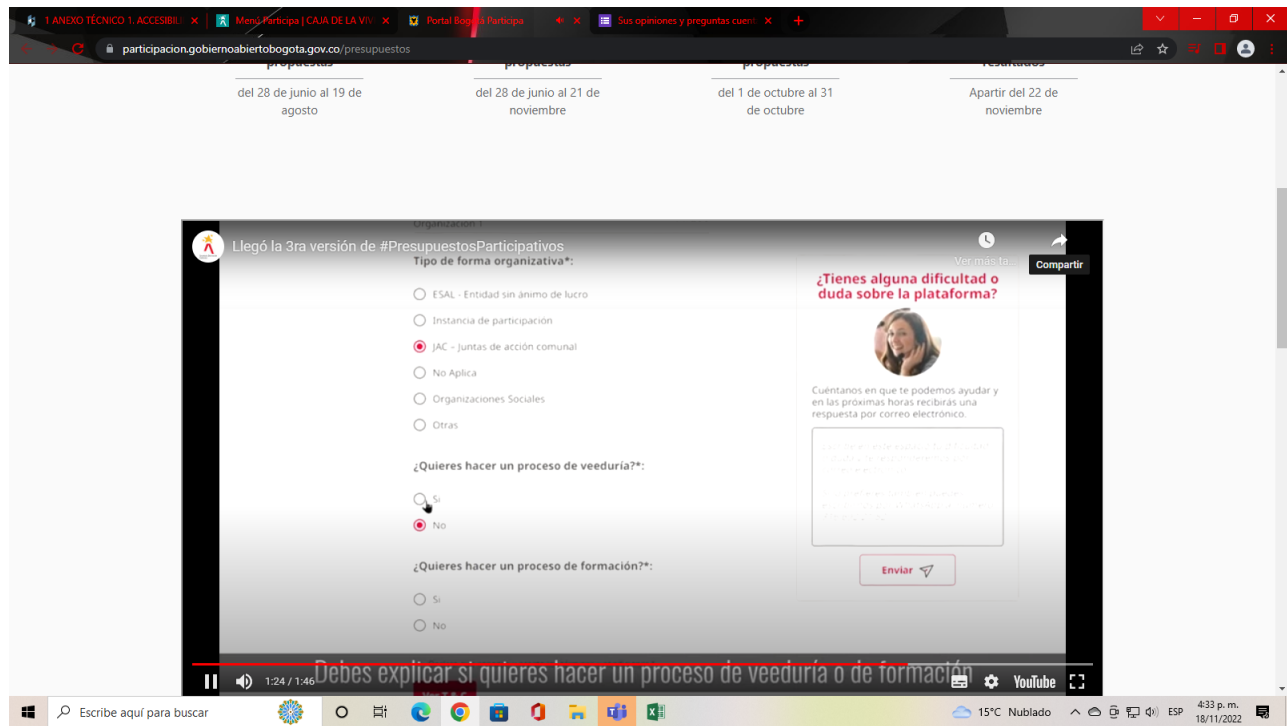 1 ANEXO TÉCNICO 1. ACCESIBIL
Menú Participa | CAJA DE LA VIV
Portal Bogotá Participa
Sus opiniones y preguntas cuent
participacion.gobiernoabiertobogota.gov.co/presupuestos
propuestas
propuestas
propuestas
resultados
del 28 de junio al 19 de
agosto
del 28 de junio al 21 de
noviembre
del 1 de octubre al 31
de octubre
Apartir del 22 de
noviembre
Organización 1
Llegó la 3ra versión de #PresupuestosParticipativos
Ver más ta...
Compartir
Tipo de forma organizativa*:
ESAL - Entidad sin ánimo de lucro
Instancia de participación
JAC – Juntas de acción comunal
No Aplica
Organizaciones Sociales
Otras
¿Quieres hacer un proceso de veeduría?*:
Si
No
¿Quieres hacer un proceso de formación?*:
Si
No
¿Tienes alguna dificultad o
duda sobre la plataforma?
Cuéntanos en que te podemos ayudar y
en las próximas horas recibirás una
respuesta por correo electrónico.
Enviar
Debes explicar si quieres hacer un proceso de veeduría o de formación
1:24 / 1:46
YouTube
Escribe aquí para buscar
15°C Nublado
ESP
4:33 p. m.
18/11/2022